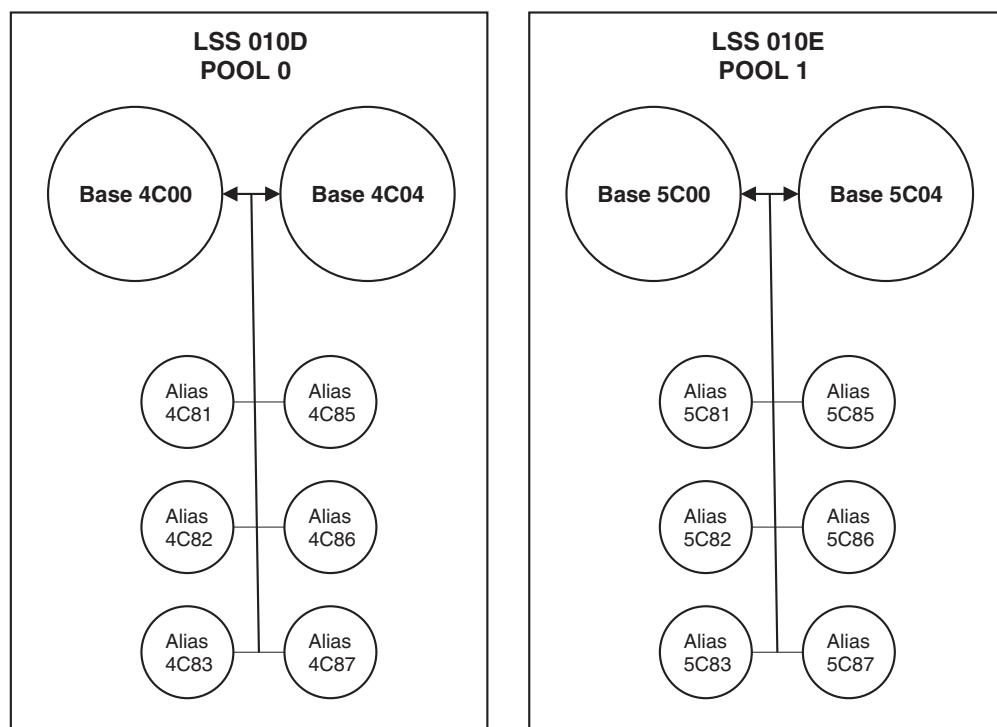 LSS 010D
POOL 0
Base 4C00
Base 4C04
Alias
4C81
Alias
4C85
Alias
4C82
Alias
4C86
Alias
4C83
Alias
4C87
LSS 010E
POOL 1
Base 5C00
Base 5C04
Alias
5C81
Alias
5C85
Alias
5C82
Alias
5C86
Alias
5C83
Alias
5C87